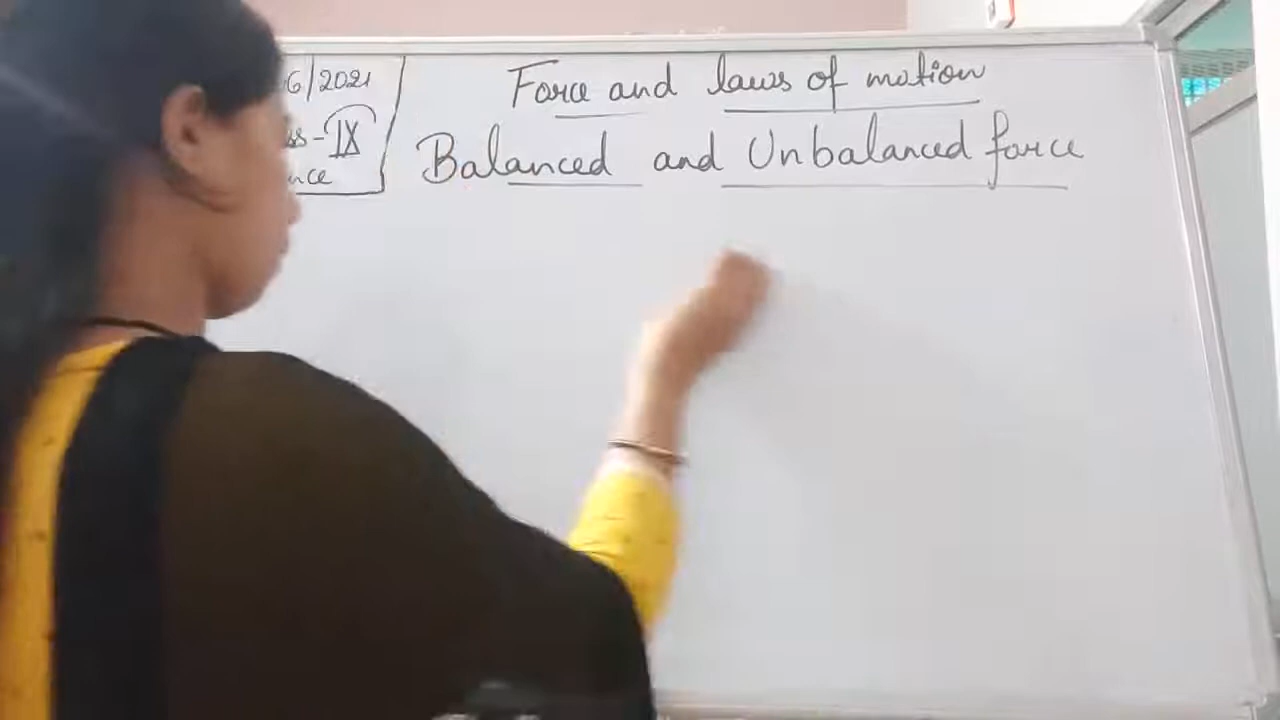 6/2021
ss-IX
nce
Force and laws of motion
Balanced and Unbalanced force